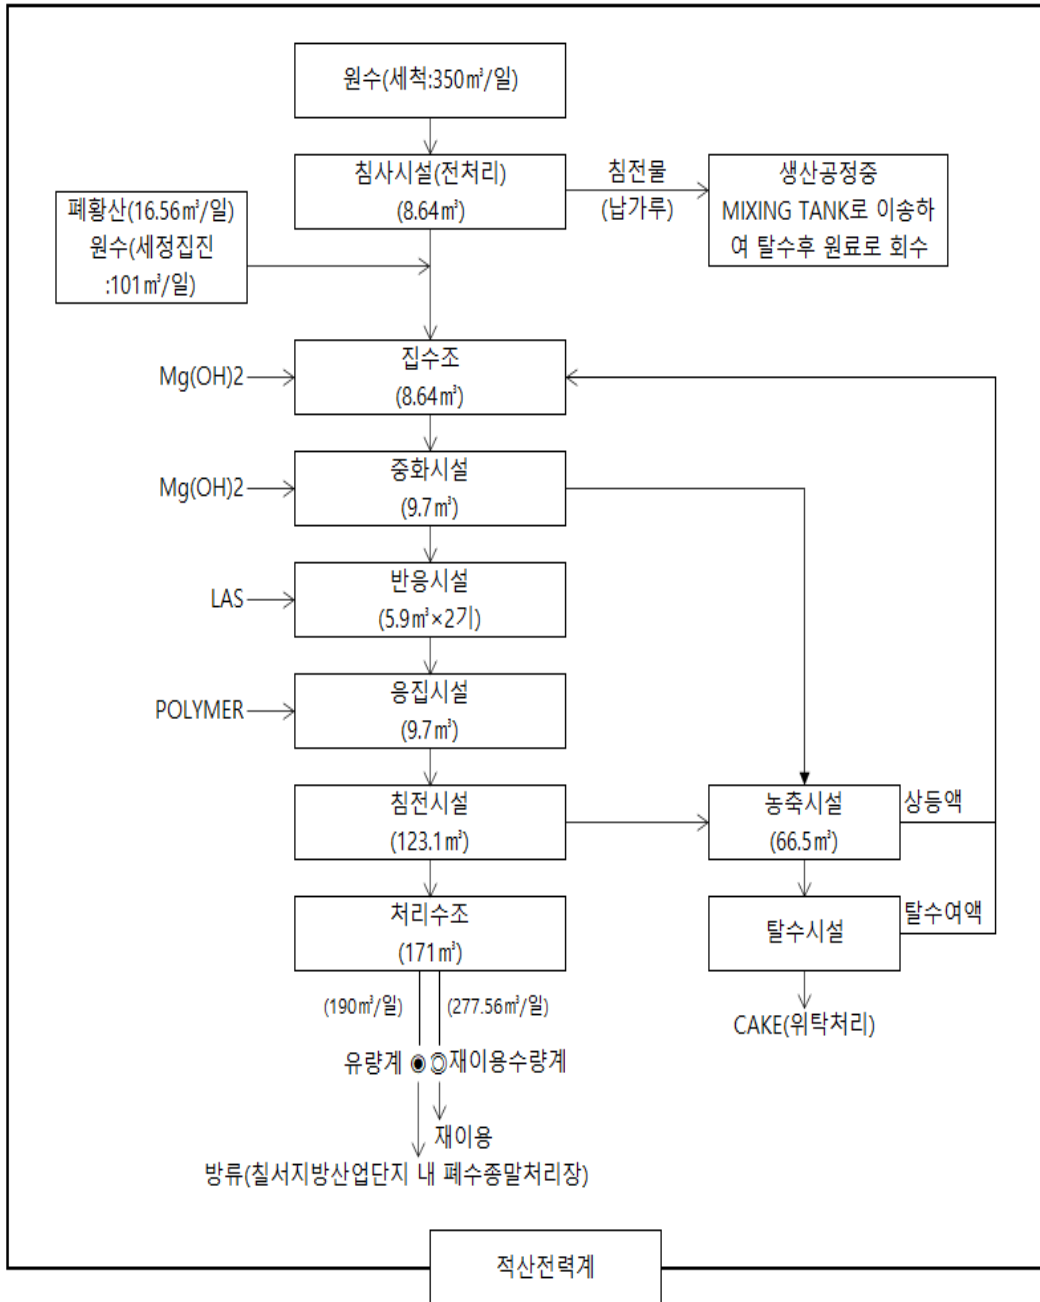 원수(세척:350㎥/일)
침사시설(전처리)
(8.64㎥)
침전물
(납가루)
생산공정중
MIXING TANK로 이송하
여 탈수후 원료로 회수
폐황산(16.56㎥/일)
원수(세정집진
:101㎥/일)
Mg(OH)2
집수조
(8.64㎥)
Mg(OH)2
중화시설
(9.7㎥)
LAS
반응시설
(5.9㎥×2기)
POLYMER
응집시설
(9.7㎥)
침전시설
(123.1㎥)
농축시설
(66.5㎥)
상등액
처리수조
(171㎥)
탈수시설
탈수여액
(190㎥/일)
(277.56㎥/일)
CAKE(위탁처리)
유량계
재이용수량계
재이용
방류(칠서지방산업단지 내 폐수종말처리장)
적산전력계